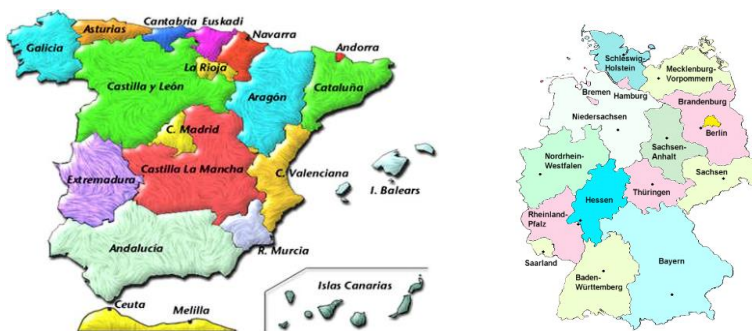 Cantabria
Euskadi
Asturias
Navarra
Galicia
Andorra
La Rioja
Castilla y León
Aragón
Cataluña
C. Madrid
Castilla La Mancha
Extremadura
C. Valenciana
I. Balears
Andalucía
R. Murcia
Islas Canarias
Ceuta
Melilla
Schleswig-
Holstein
Mecklenburg-
Vorpommern
Bremen
Hamburg
Brandenburg
Niedersachsen
Berlin
Sachsen-
Anhalt
Nordrhein-
Westfalen
Sachsen
Thüringen
Hessen
Rheinland-
Pfalz
Saarland
Bayern
Baden-
Württemberg